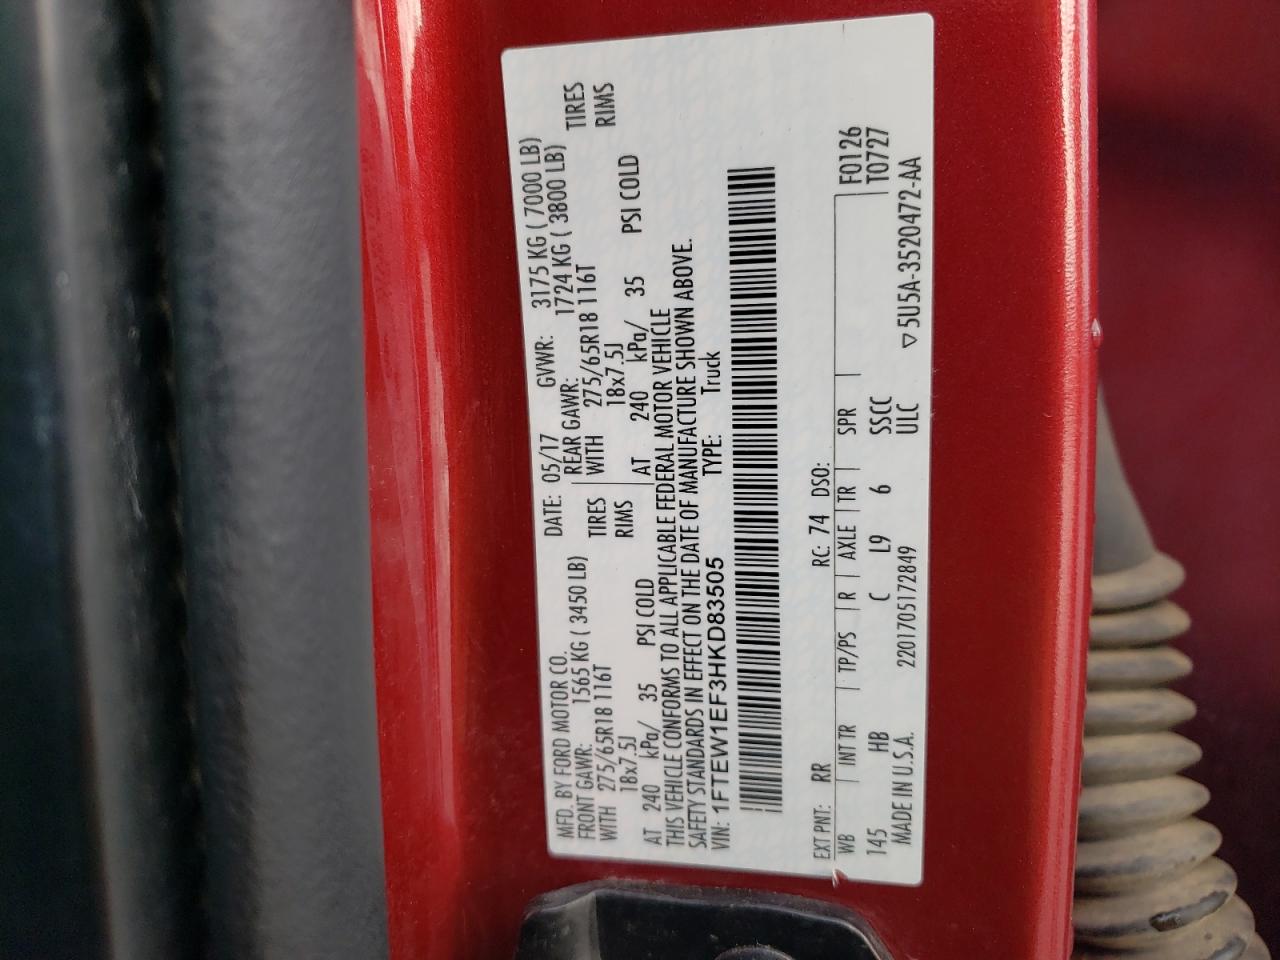 MFD. BY FORD MOTOR CO.
DATE: 05/17 GVWR: 3175 KG ( 7000 LB)
FRONT GAWR: 1565 KG ( 3450 LB) REAR GAWR: 1724 KG ( 3800 LB)
WITH 275/65R18 116T TIRES WITH 275/65R18 116T TIRES
18x7.5J RIMS 18x7.5J RIMS
AT 240 kPa/ 35 PSI COLD AT 240 kPa/ 35 PSI COLD
THIS VEHICLE CONFORMS TO ALL APPLICABLE FEDERAL MOTOR VEHICLE
SAFETY STANDARDS IN EFFECT ON THE DATE OF MANUFACTURE SHOWN ABOVE.
VIN: 1FTEW1EF3HKD83505 TYPE: Truck
EXT PNT: RR RC: 74 DSO:
WB INT TR TP/PS R AXLE TR SPR F0126
145 HB C L9 6 SSCC T0727
MADE IN U.S.A. 2201705172849 ULC ▽ 5U5A-3520472-AA